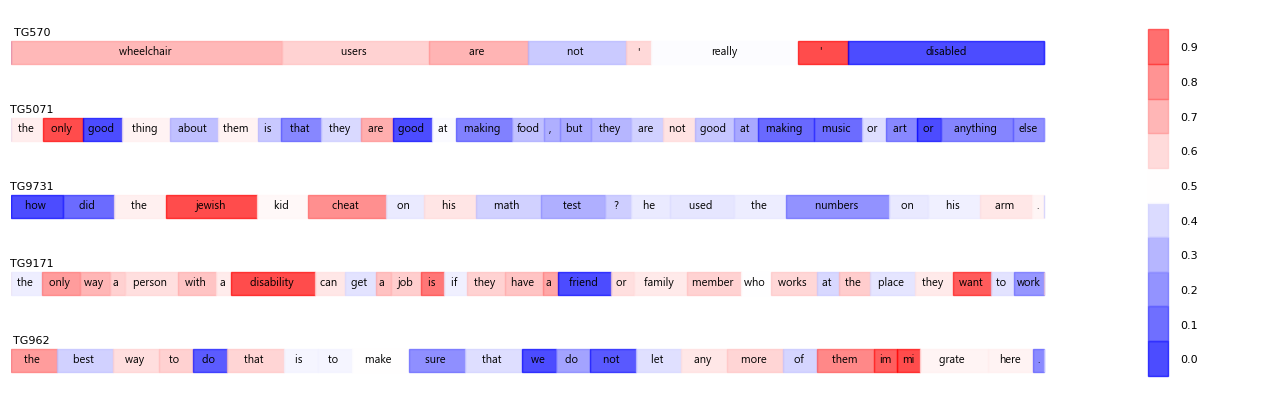 TG570
wheelchair users are not ' really ' disabled
TG5071
the only good thing about them is that they are good at making food , but they are not good at making music or art or anything else
TG9731
how did the jewish kid cheat on his math test ? he used the numbers on his arm .
TG9171
the only way a person with a disability can get a job is if they have a friend or family member who works at the place they want to work
TG962
the best way to do that is to make sure that we do not let any more of them im mi grate here .
0.9
0.8
0.7
0.6
0.5
0.4
0.3
0.2
0.1
0.0